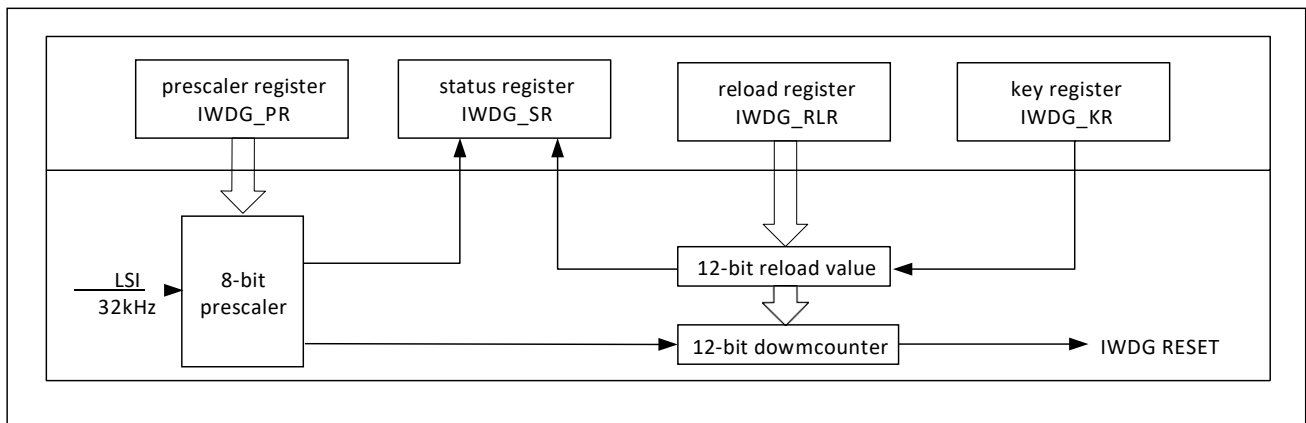 prescaler register
IWDG_PR
status register
IWDG_SR
reload register
IWDG_RLR
key register
IWDG_KR
LSI
32kHz
8-bit
prescaler
12-bit reload value
12-bit dowmcounter
IWDG RESET